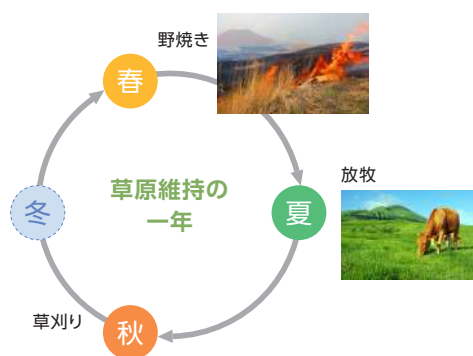 野焼き
春
草原維持の
一年
放牧
夏
冬
草刈り
秋